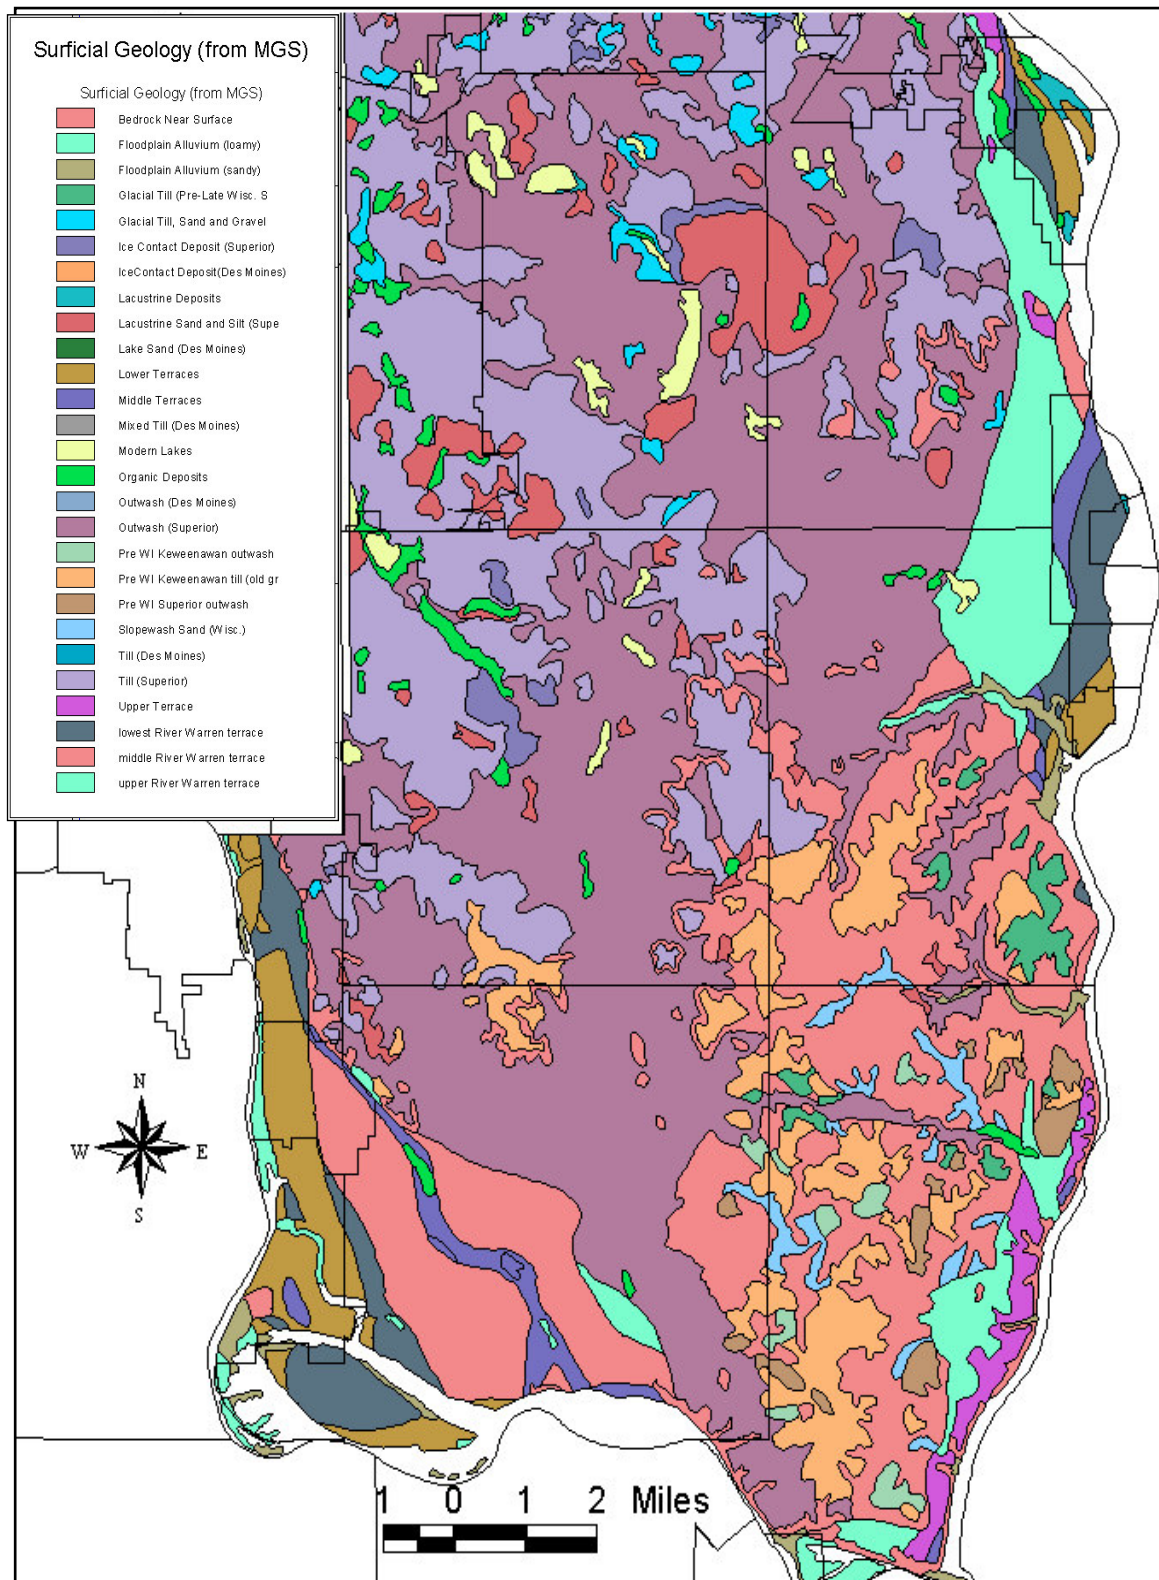 Surficial Geology (from MGS)
Surficial Geology (from MGS)
Bedrock Near Surface
Floodplain Alluvium (loamy)
Floodplain Alluvium (sandy)
Glacial Till (Pre-Late Wisc. S
Glacial Till, Sand and Gravel
Ice Contact Deposit (Superior)
IceContact Deposit(Des Moines)
Lacustrine Deposits
Lacustrine Sand and Silt (Supe
Lake Sand (Des Moines)
Lower Terraces
Middle Terraces
Mixed Till (Des Moines)
Modern Lakes
Organic Deposits
Outwash (Des Moines)
Outwash (Superior)
Pre WI Keweenawan outwash
Pre WI Keweenawan till (old gr
Pre WI Superior outwash
Slopewash Sand (Wisc.)
Till (Des Moines)
Till (Superior)
Upper Terrace
lowest River Warren terrace
middle River Warren terrace
upper River Warren terrace
N
W E
S
1 0 1 2 Miles